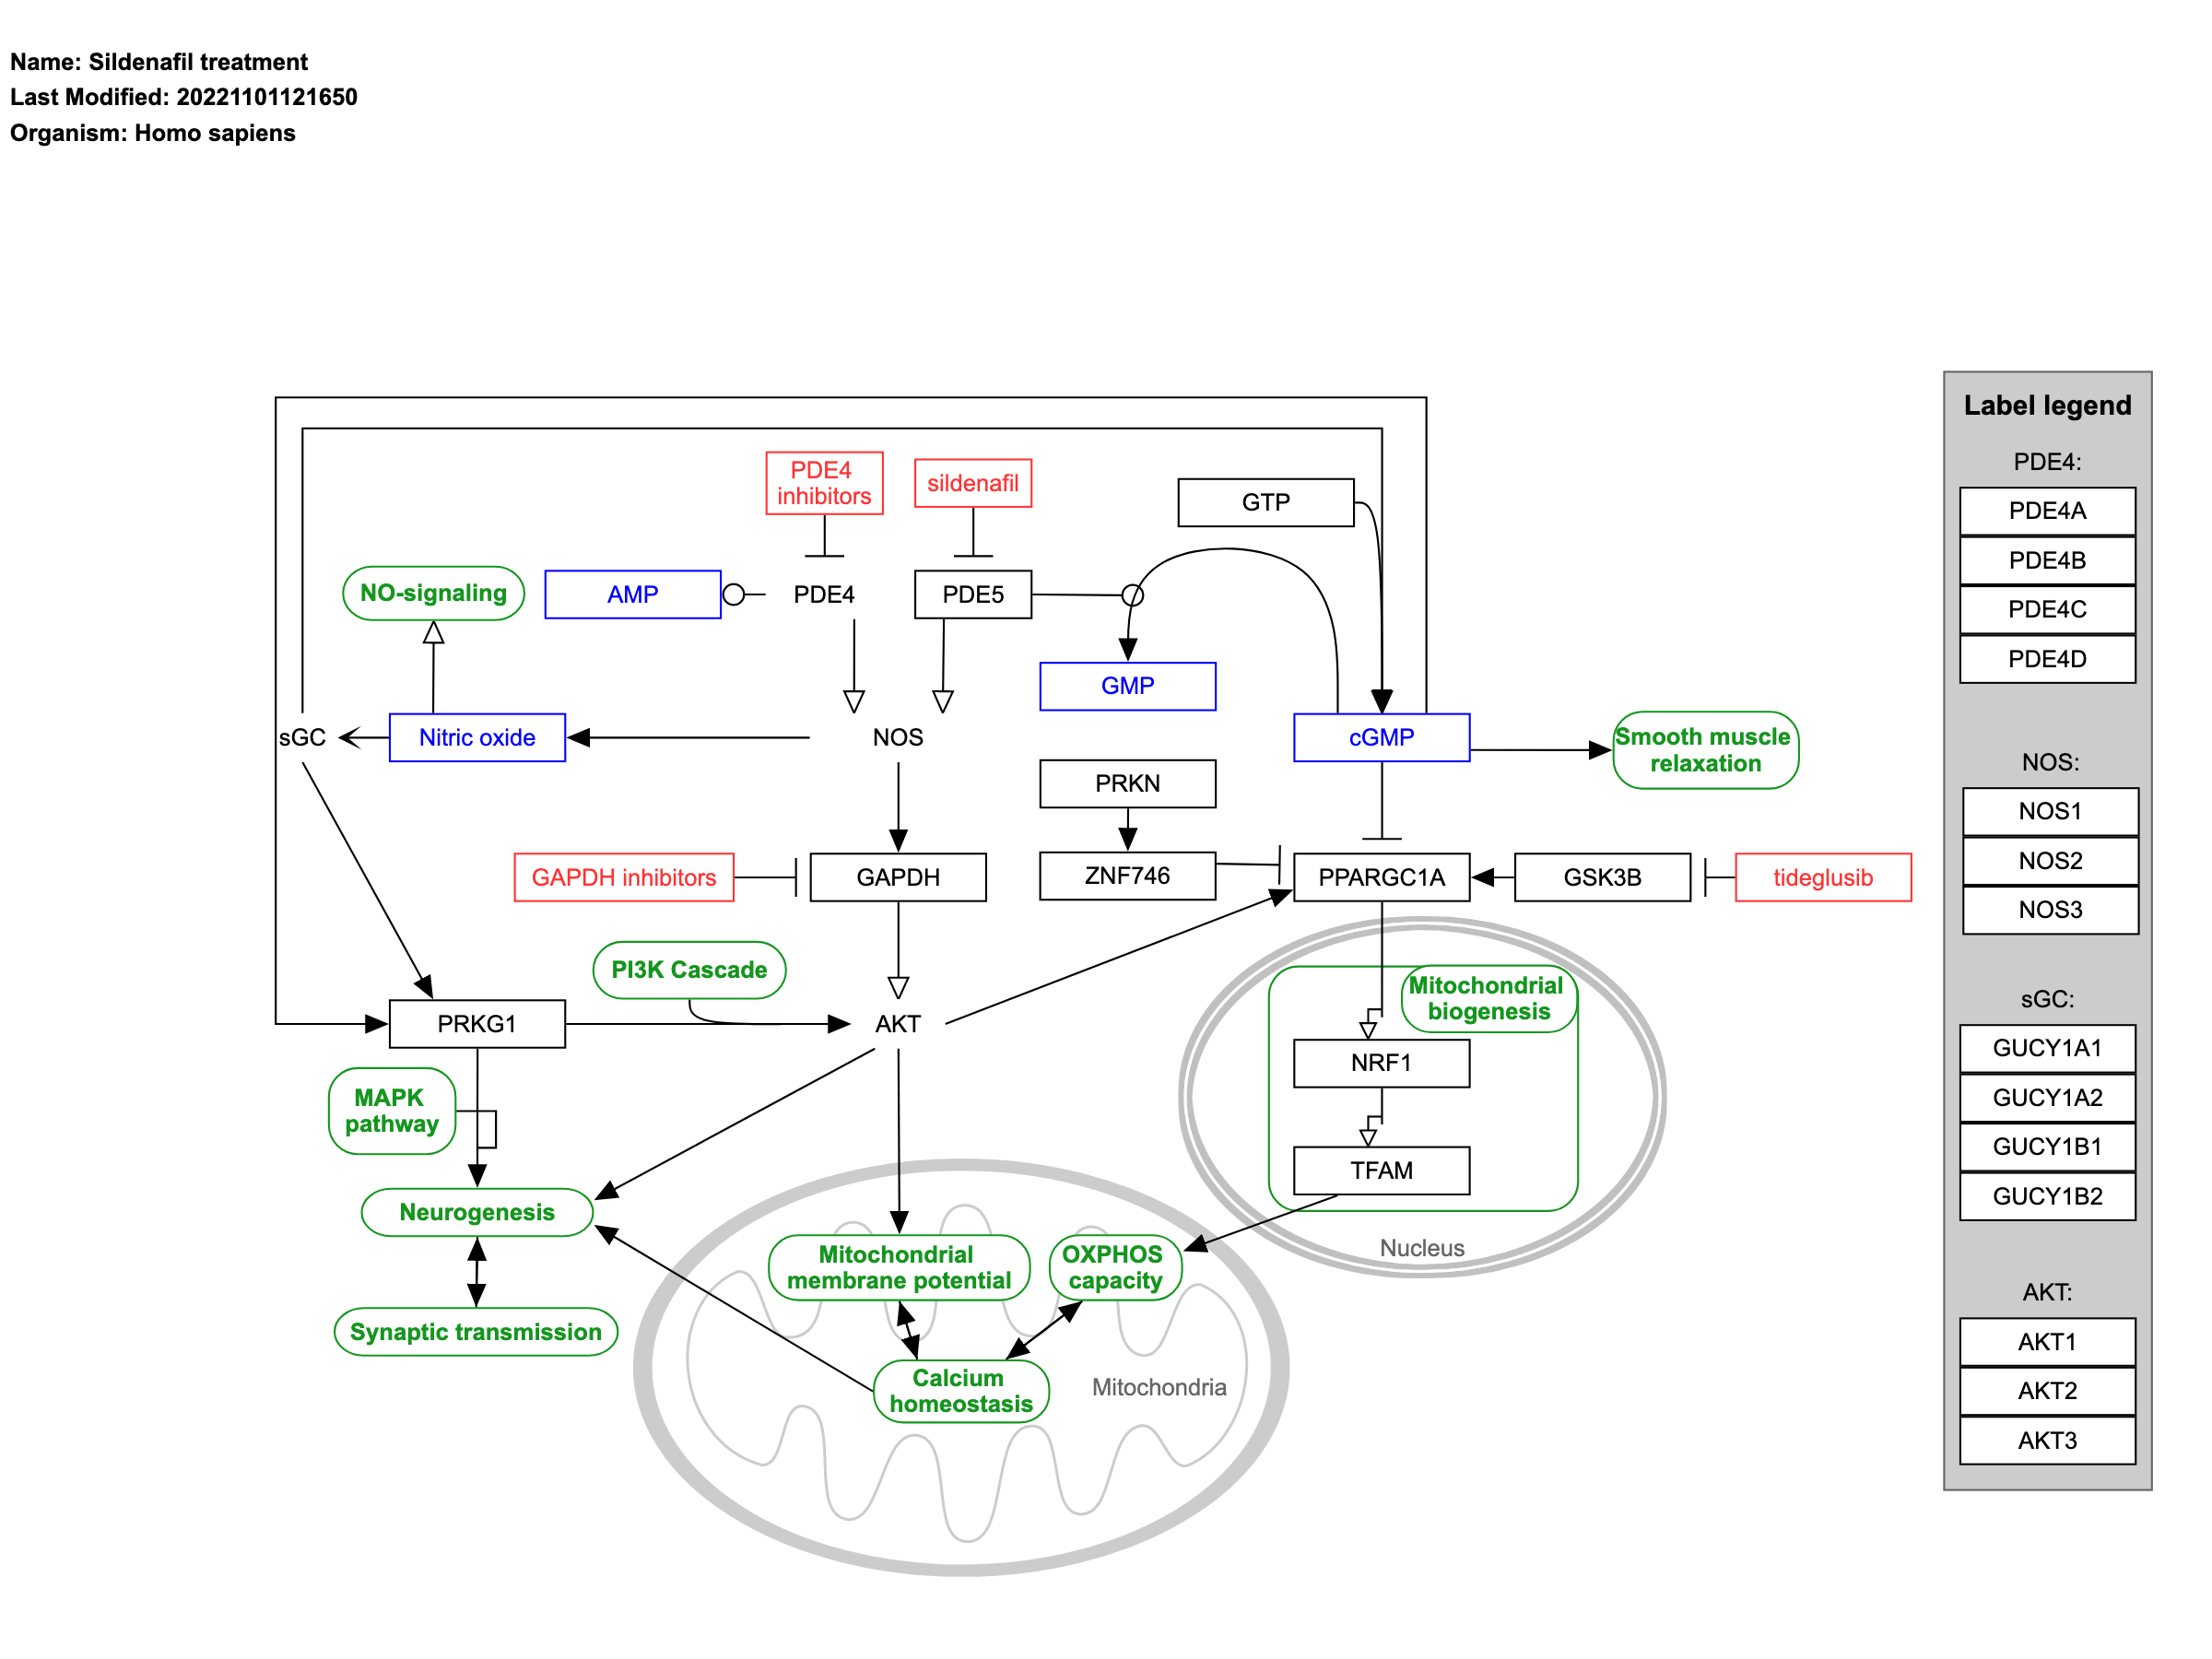 Name: Sildenafil treatment
Last Modified: 20221101121650
Organism: Homo sapiens
PDE4
inhibitors
sildenafil
GTP
NO-signaling
AMP
PDE4
PDE5
GMP
sGC
Nitric oxide
NOS
cGMP
Smooth muscle
relaxation
PRKN
GAPDH inhibitors
GAPDH
ZNF746
PPARGC1A
GSK3B
tideglusib
PI3K Cascade
Mitochondrial
biogenesis
PRKG1
AKT
NRF1
MAPK
pathway
TFAM
Neurogenesis
Nucleus
Mitochondrial
membrane potential
OXPHOS
capacity
Synaptic transmission
Calcium
homeostasis
Mitochondria
Label legend
PDE4:
PDE4A
PDE4B
PDE4C
PDE4D
NOS:
NOS1
NOS2
NOS3
sGC:
GUCY1A1
GUCY1A2
GUCY1B1
GUCY1B2
AKT:
AKT1
AKT2
AKT3